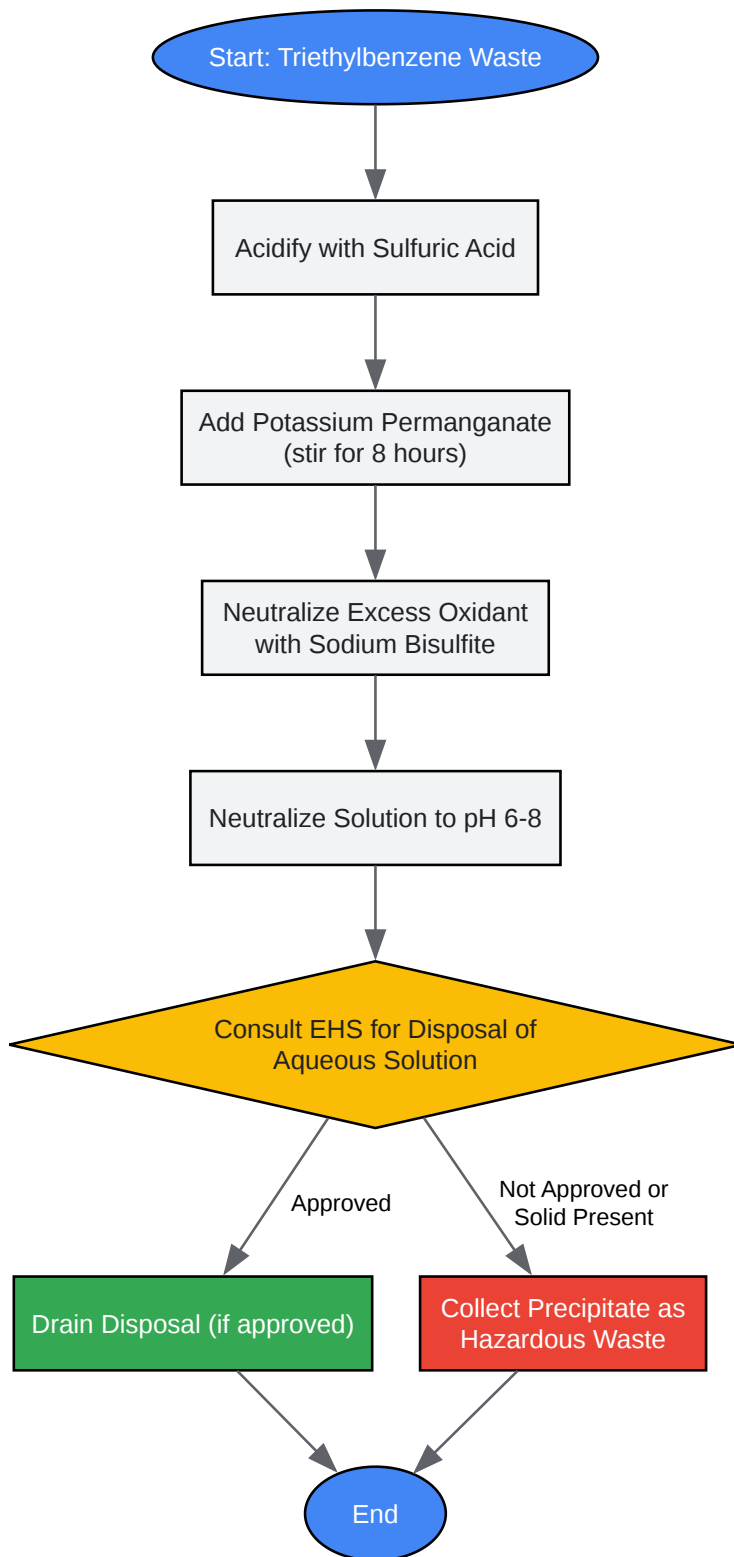 Start: Triethylbenzene Waste
Acidify with Sulfuric Acid
Add Potassium Permanganate
(stir for 8 hours)
Neutralize Excess Oxidant
with Sodium Bisulfite
Neutralize Solution to pH 6-8
Consult EHS for Disposal of
Aqueous Solution
Approved
Not Approved or
Solid Present
Drain Disposal (if approved)
Collect Precipitate as
Hazardous Waste
End